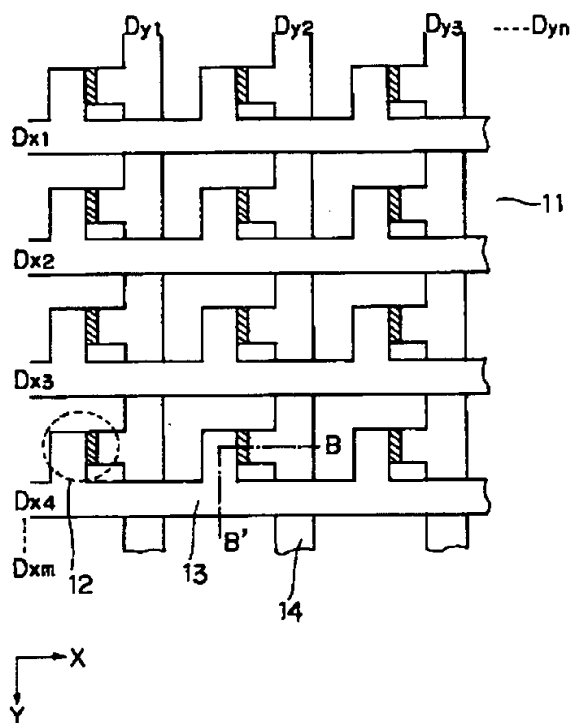 Dy1 Dy2 Dy3 ----Dyn
Dx1
11
Dx2
Dx3
B
Dx4
Dxm 12 13 B' 14
X
Y